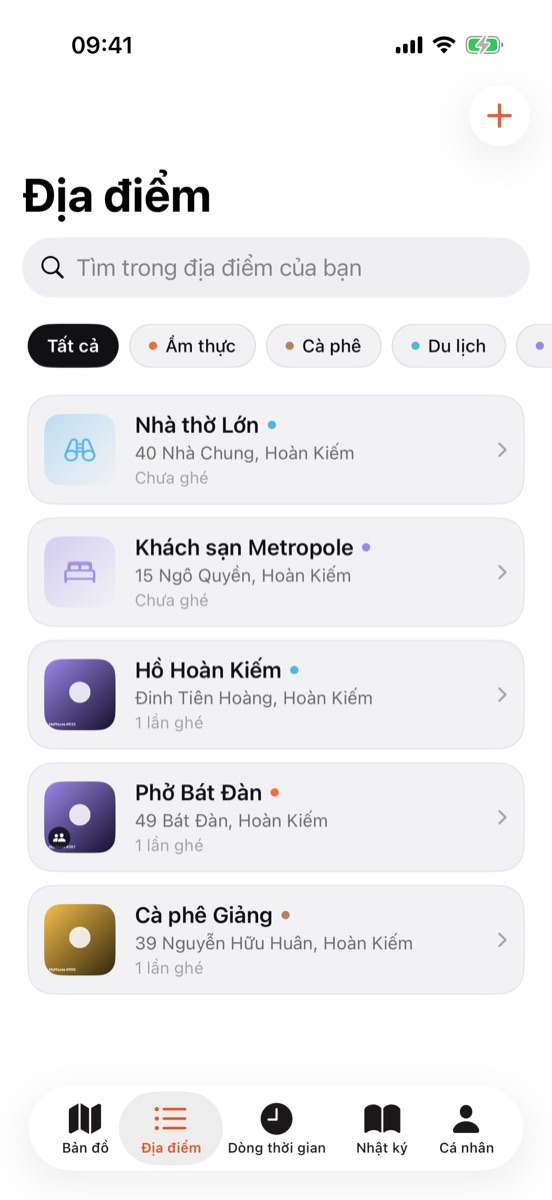 09:41
Địa điểm
Tìm trong địa điểm của bạn
Tất cả
Ẩm thực
Cà phê
Du lịch
Nhà thờ Lớn
40 Nhà Chung, Hoàn Kiếm
Chưa ghé
Khách sạn Metropole
15 Ngô Quyền, Hoàn Kiếm
Chưa ghé
Hồ Hoàn Kiếm
Đinh Tiên Hoàng, Hoàn Kiếm
1 lần ghé
Phở Bát Đàn
49 Bát Đàn, Hoàn Kiếm
1 lần ghé
Cà phê Giảng
39 Nguyễn Hữu Huân, Hoàn Kiếm
1 lần ghé
Bản đồ
Địa điểm
Dòng thời gian
Nhật ký
Cá nhân